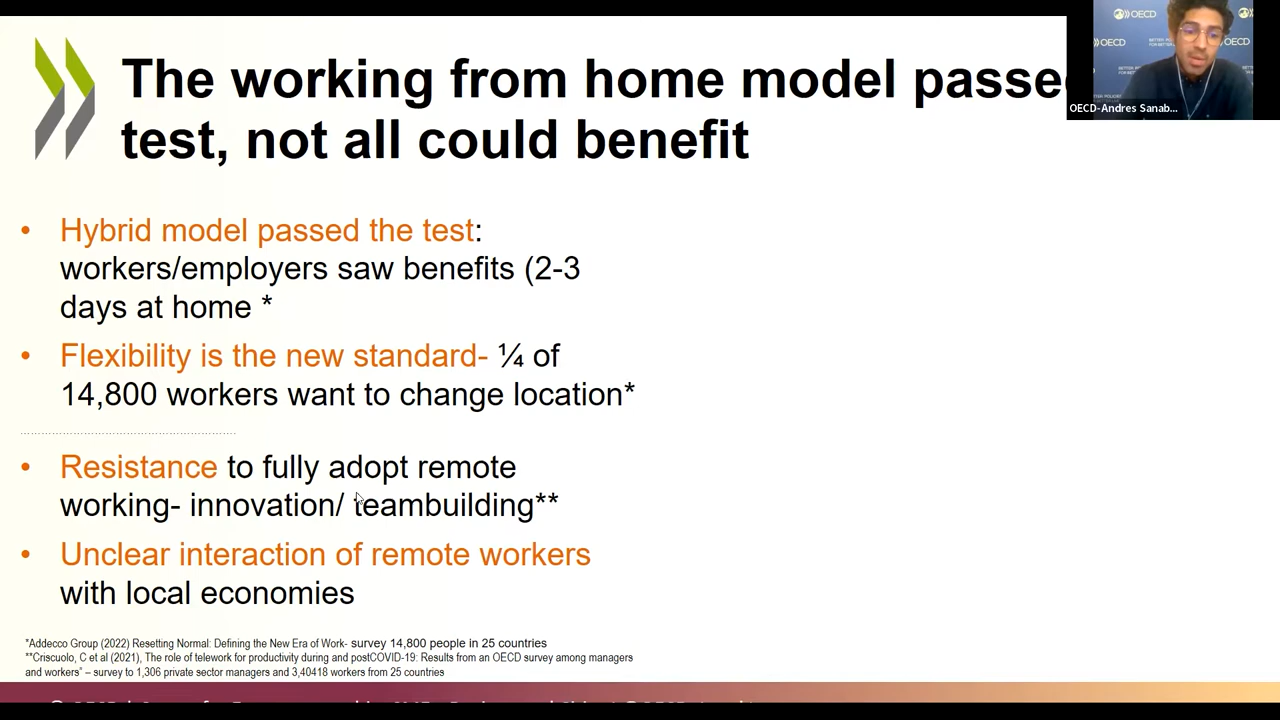 The working from home model passe
test, not all could benefit
OECD
OECD
OECD
OECD-Andres Sanab...
• Hybrid model passed the test:
workers/employers saw benefits (2-3
days at home *
• Flexibility is the new standard- ¼ of
14,800 workers want to change location*
• Resistance to fully adopt remote
working- innovation/ teambuilding**
• Unclear interaction of remote workers
with local economies
*Addecco Group (2022) Resetting Normal: Defining the New Era of Work- survey 14,800 people in 25 countries
**Criscuolo, C et al (2021), The role of telework for productivity during and postCOVID-19: Results from an OECD survey among managers
and workers" – survey to 1,306 private sector managers and 3,40418 workers from 25 countries